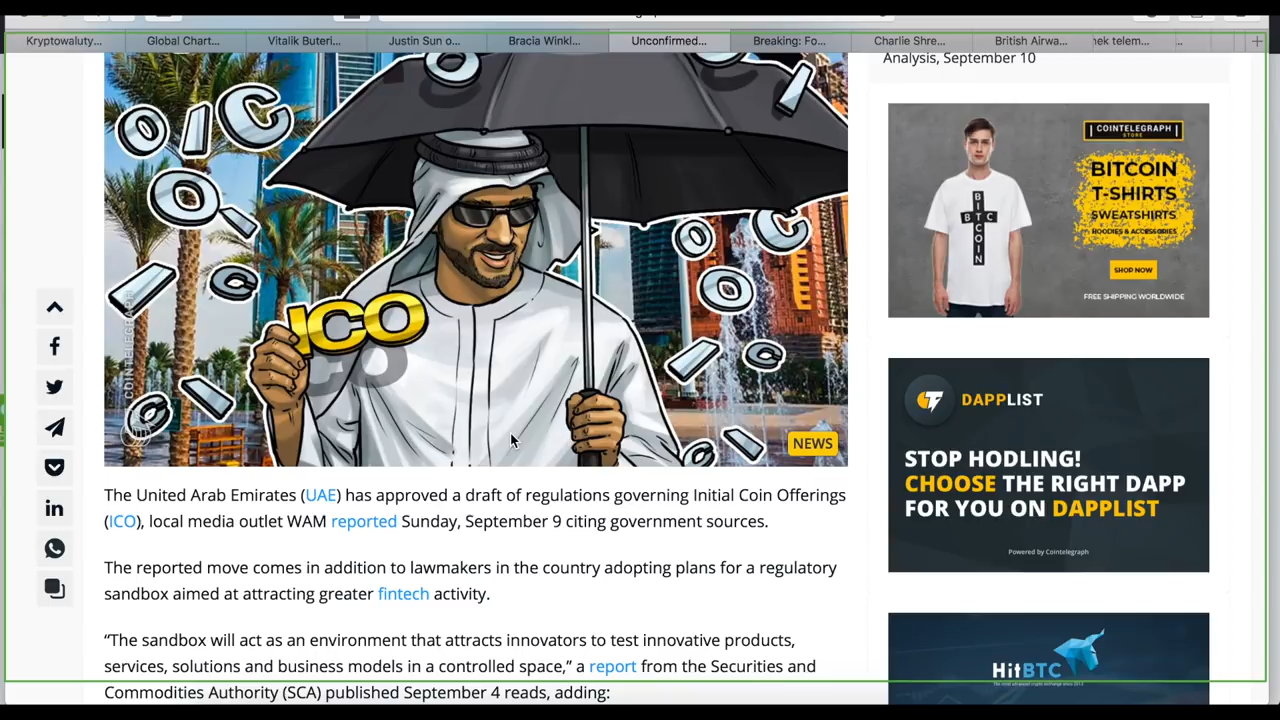 Kryptowaluty...
Global Chart...
Vitalik Buteri...
Justin Sun o...
Bracia Winkl...
Unconfirmed...
Breaking: Fo...
Charlie Shre...
British Airwa...
nek telem...
Analysis, September 10
ICO
COINTELEGRAPH
NEWS
The United Arab Emirates (UAE) has approved a draft of regulations governing Initial Coin Offerings
(ICO), local media outlet WAM reported Sunday, September 9 citing government sources.
The reported move comes in addition to lawmakers in the country adopting plans for a regulatory
sandbox aimed at attracting greater fintech activity.
“The sandbox will act as an environment that attracts innovators to test innovative products,
services, solutions and business models in a controlled space,” a report from the Securities and
Commodities Authority (SCA) published September 4 reads, adding:
COINTELEGRAPH
STORE
BITCOIN
T-SHIRTS
SWEATSHIRTS
HOODIES & ACCESSORIES
SHOP NOW
FREE SHIPPING WORLDWIDE
BITCOIN
BTC
DAPPLIST
STOP HODLING!
CHOOSE THE RIGHT DAPP
FOR YOU ON DAPPLIST
Powered by Cointelegraph
HitBTC